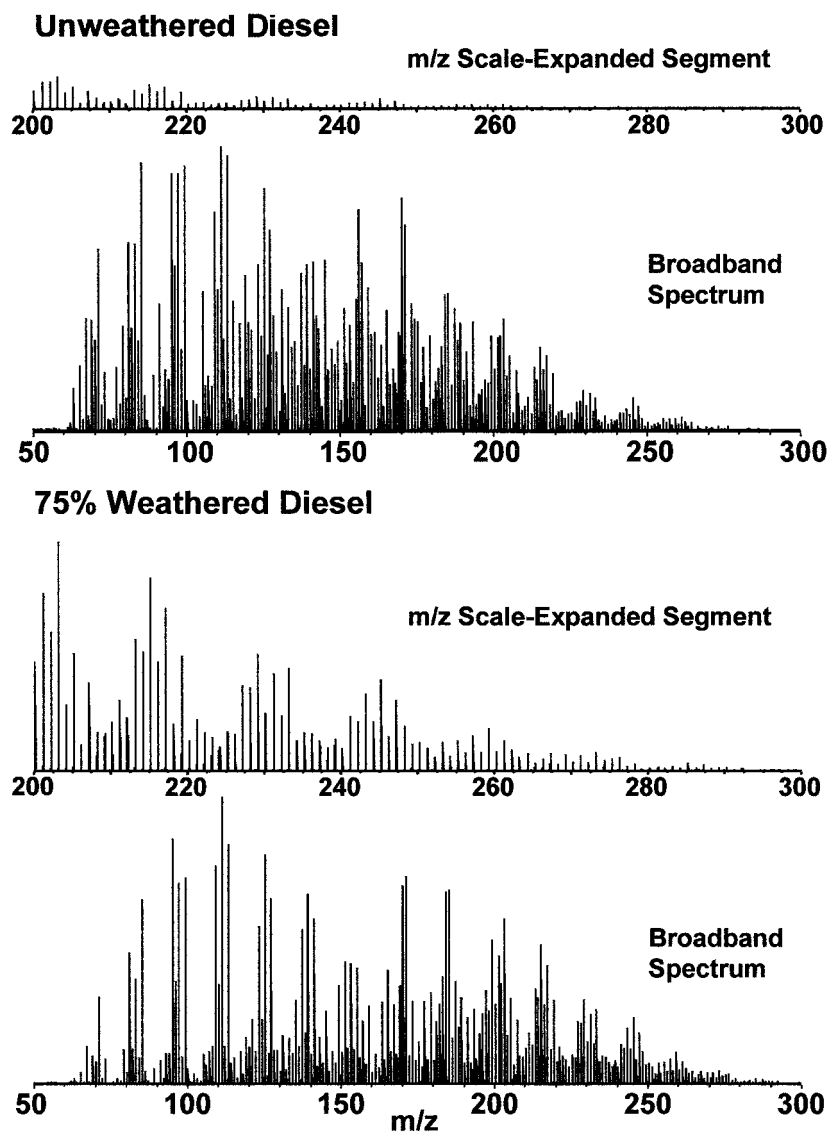 Unweathered Diesel
m/z Scale-Expanded Segment
200 220 240 260 280 300
Broadband
Spectrum
50 100 150 200 250 300
75% Weathered Diesel
m/z Scale-Expanded Segment
200 220 240 260 280 300
Broadband
Spectrum
50 100 150 200 250 300
m/z